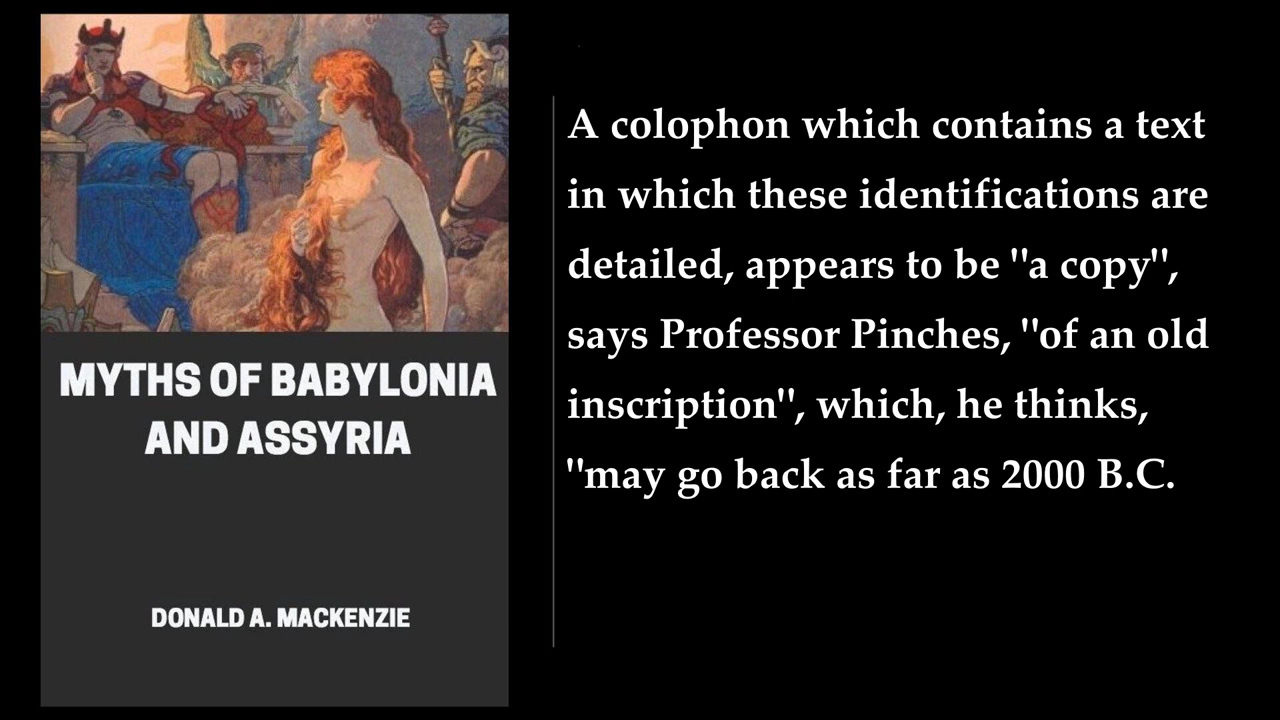 MYTHS OF BABYLONIA
AND ASSYRIA
DONALD A. MACKENZIE
A colophon which contains a text
in which these identifications are
detailed, appears to be "a copy",
says Professor Pinches, "of an old
inscription", which, he thinks,
"may go back as far as 2000 B.C.